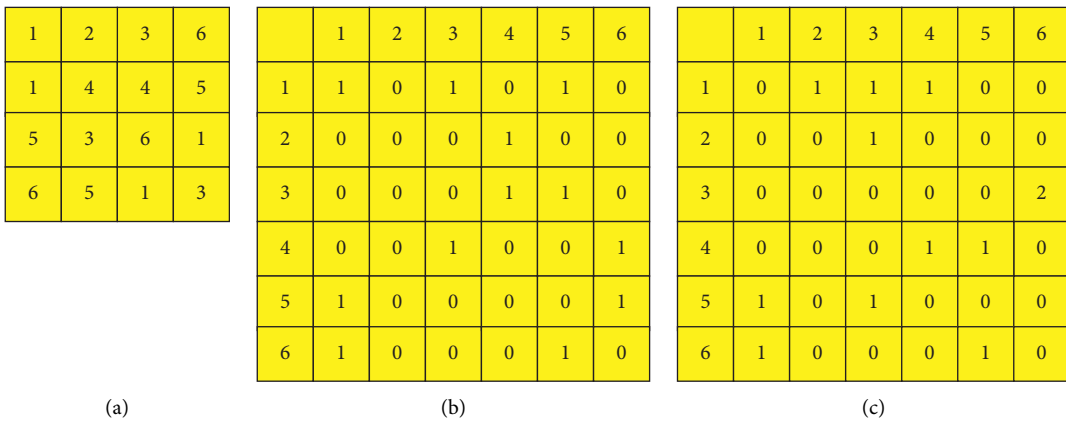 1 2 3 6
1 4 4 5
5 3 6 1
6 5 1 3
(a)
1 2 3 4 5 6
1 1 0 1 0 1 0
2 0 0 0 1 0 0
3 0 0 0 1 1 0
4 0 0 1 0 0 1
5 1 0 0 0 0 1
6 1 0 0 0 1 0
(b)
1 2 3 4 5 6
1 0 1 1 1 0 0
2 0 0 1 0 0 0
3 0 0 0 0 0 2
4 0 0 0 1 1 0
5 1 0 1 0 0 0
6 1 0 0 0 1 0
(c)